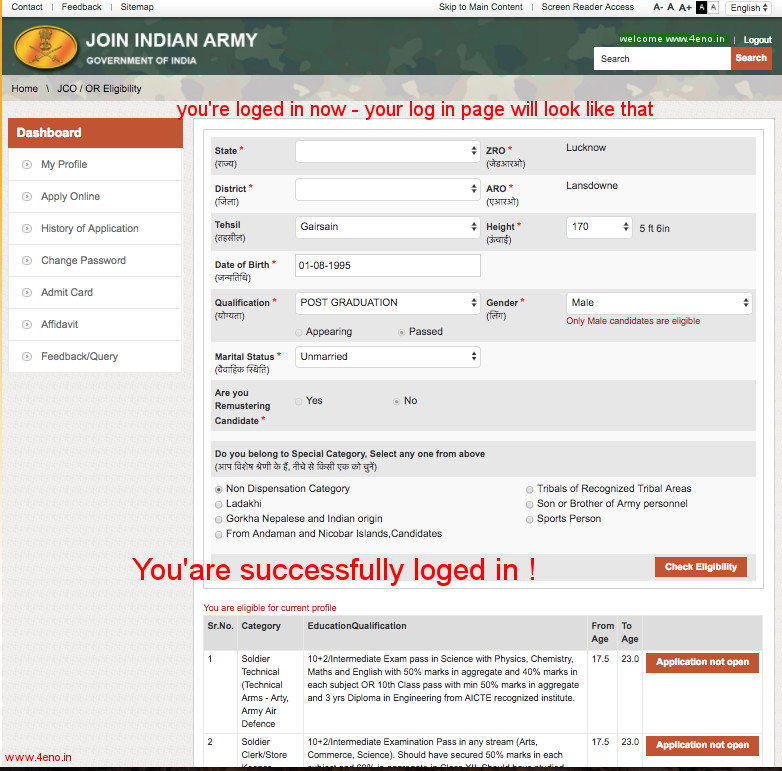 Contact | Feedback | Sitemap Skip to Main Content | Screen Reader Access A- A A+ A A English
JOIN INDIAN ARMY
GOVERNMENT OF INDIA
welcome www.4eno.in | Logout
Search Search
Home \ JCO / OR Eligibility
you're loged in now - your log in page will look like that
Dashboard
My Profile
Apply Online
History of Application
Change Password
Admit Card
Affidavit
Feedback/Query
State * ZRO * Lucknow
(राज्य) (जेडआरओ)
District * ARO * Lansdowne
(जिला) (एआरओ)
Tehsil Gairsain Height * 170 5 ft 6in
(तहसील) (ऊंचाई)
Date of Birth * 01-08-1995
(जन्मतिथि)
Qualification * POST GRADUATION Gender * Male
(योग्यता) (लिंग) Only Male candidates are eligible
Appearing Passed
Marital Status * Unmarried
(वैवाहिक स्थिति)
Are you
Remustering Yes No
Candidate *
Do you belong to Special Category, Select any one from above
(आप विशेष श्रेणी के हैं, नीचे से किसी एक को चुनें)
Non Dispensation Category Tribals of Recognized Tribal Areas
Ladakhi Son or Brother of Army personnel
Gorkha Nepalese and Indian origin Sports Person
From Andaman and Nicobar Islands,Candidates
You'are successfully loged in ! Check Eligibility
You are eligible for current profile
Sr.No. Category EducationQualification From To
Age Age
1 Soldier 10+2/Intermediate Exam pass in Science with Physics, Chemistry, 17.5 23.0 Application not open
Technical Maths and English with 50% marks in aggregate and 40% marks in
(Technical each subject OR 10th Class pass with min 50% marks in aggregate
Arms - Arty, and 3 yrs Diploma in Engineering from AICTE recognized institute.
Army Air
Defence
2 Soldier 10+2/Intermediate Examination Pass in any stream (Arts, 17.5 23.0 Application not open
Clerk/Store Commerce, Science). Should have secured 50% marks in each
www.4eno.in